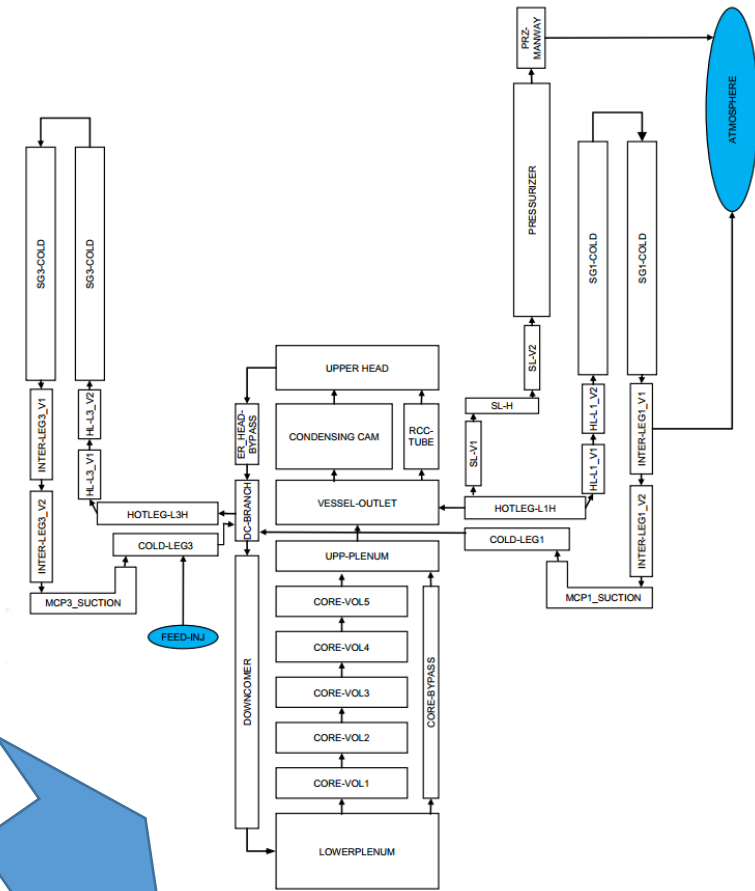 PRZ-
MANWAY
ATMOSPHERE
PRESSURIZER
SG3-COLD
SG3-COLD
SG1-COLD
SG1-COLD
SL-V2
UPPER HEAD
SL-H
INTER-LEG3_V1
HL-L3_V2
ER_HEAD-
BYPASS
CONDENSING CAM
RCC-
TUBE
SL-V1
HL-L1_V2
INTER-LEG1_V1
HL-L3_V1
HL-L1_V1
INTER-LEG3_V2
HOTLEG-L3H
DC-BRANCH
VESSEL-OUTLET
HOTLEG-L1H
INTER-LEG1_V2
COLD-LEG3
UPP-PLENUM
COLD-LEG1
MCP3_SUCTION
CORE-VOL5
MCP1_SUCTION
FEED-INJ
CORE-VOL4
DOWNCOMER
CORE-VOL3
CORE-BYPASS
CORE-VOL2
CORE-VOL1
LOWERPLENUM